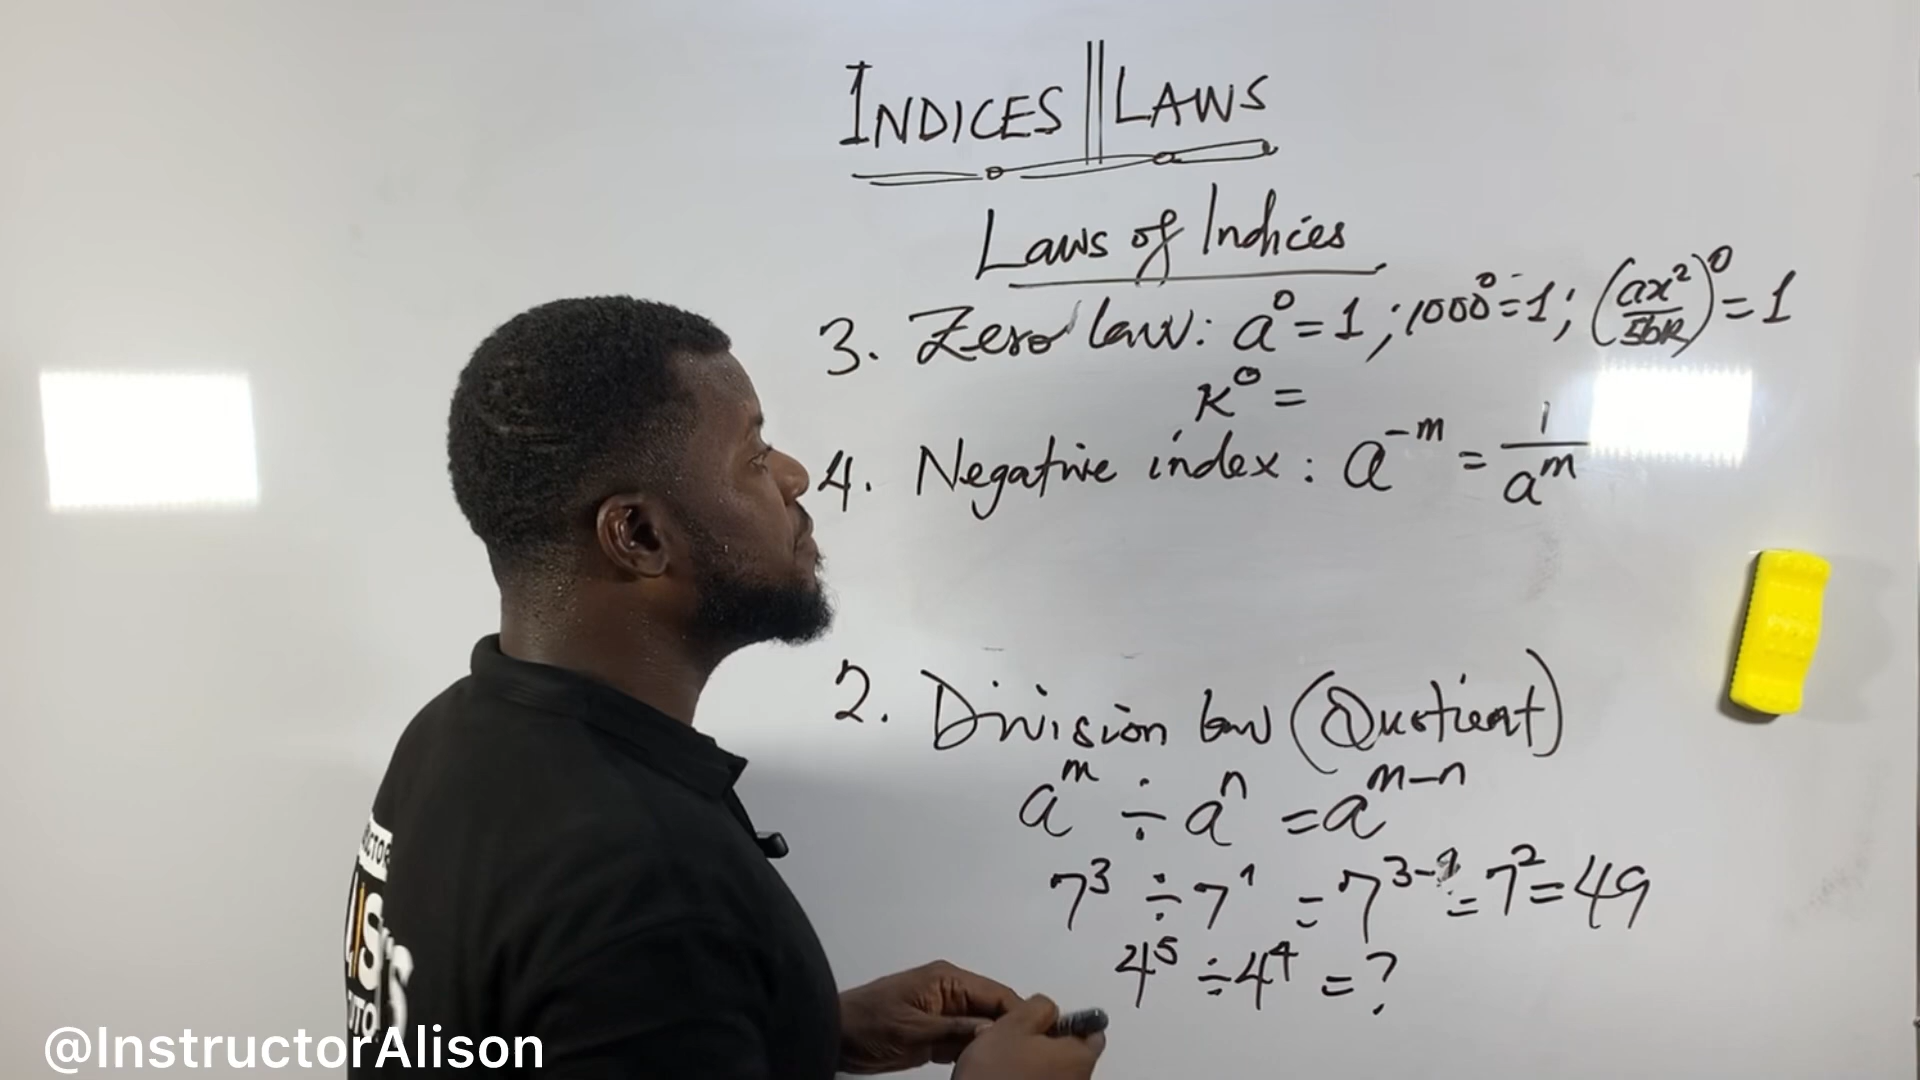 INDICES || LAWS
Laws of Indices
3. Zero law: a⁰ = 1 ; 1000⁰ = 1; (ax²/5bk)⁰ = 1
K⁰ =
4. Negative index: a⁻ᵐ = 1/aᵐ
2. Division law (Quotient)
aᵐ ÷ aⁿ = aᵐ⁻ⁿ
7³ ÷ 7¹ = 7³⁻¹ = 7² = 49
4⁵ ÷ 4⁴ = ?
@InstructorAlison